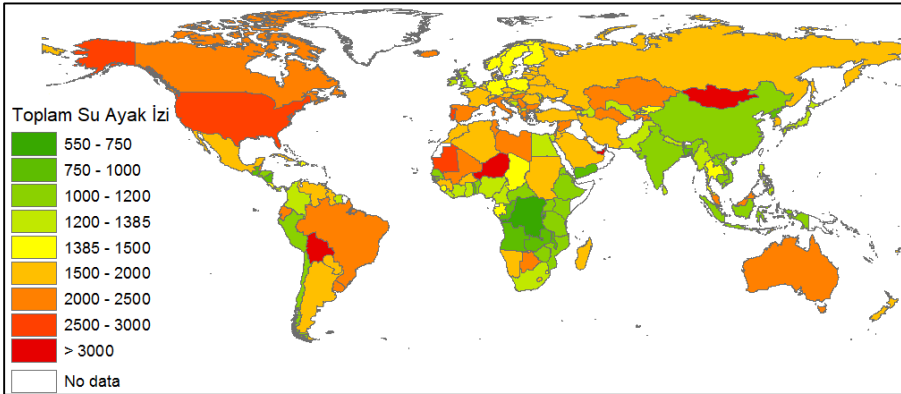 Toplam Su Ayak İzi
550 - 750
750 - 1000
1000 - 1200
1200 - 1385
1385 - 1500
1500 - 2000
2000 - 2500
2500 - 3000
> 3000
No data